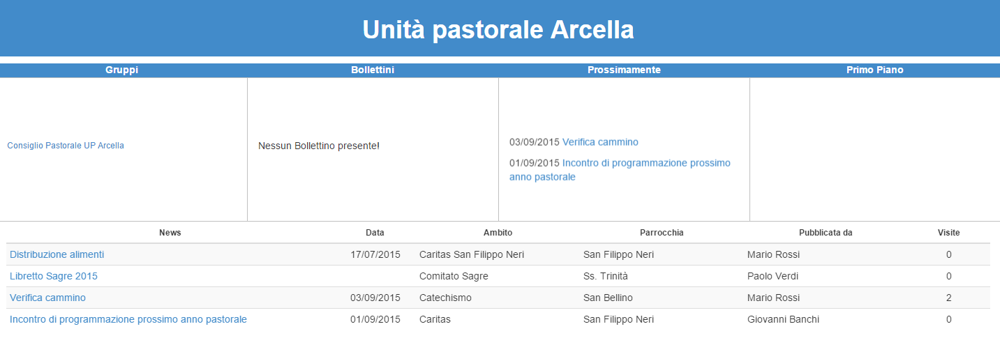 Unità pastorale Arcella
Gruppi Bollettini Prossimamente Primo Piano
Consiglio Pastorale UP Arcella
Nessun Bollettino presente!
03/09/2015 Verifica cammino
01/09/2015 Incontro di programmazione prossimo
anno pastorale
News Data Ambito Parrocchia Pubblicata da Visite
Distribuzione alimenti 17/07/2015 Caritas San Filippo Neri San Filippo Neri Mario Rossi 0
Libretto Sagre 2015 Comitato Sagre Ss. Trinità Paolo Verdi 0
Verifica cammino 03/09/2015 Catechismo San Bellino Mario Rossi 2
Incontro di programmazione prossimo anno pastorale 01/09/2015 Caritas San Filippo Neri Giovanni Banchi 0